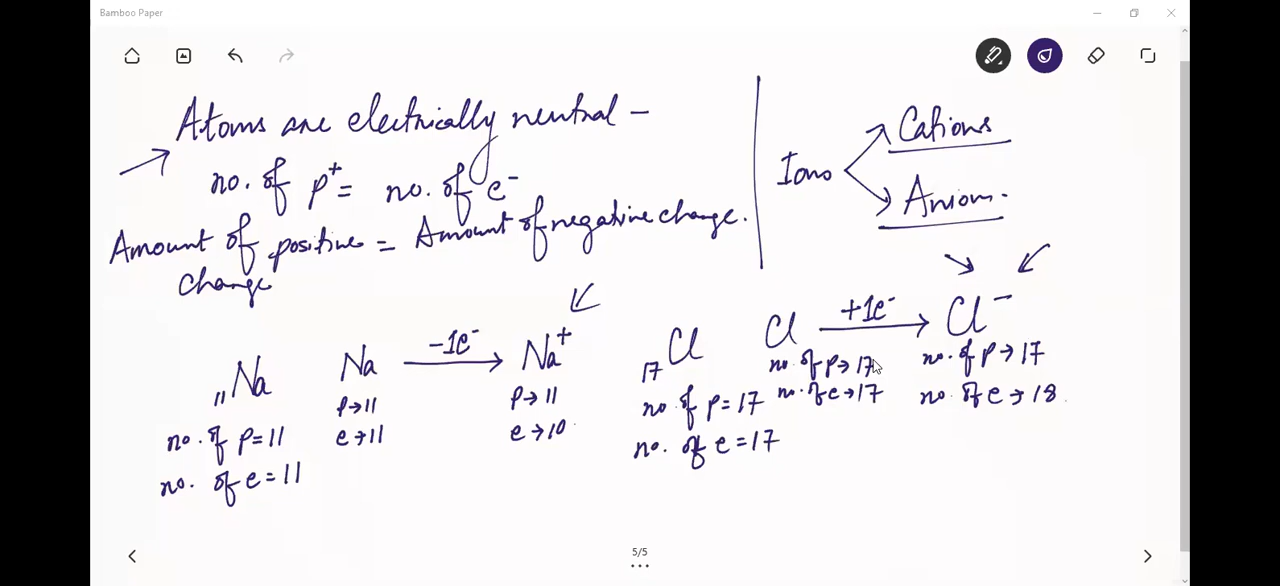 Bamboo Paper
Atoms are electrically neutral –
no. of p+ = no. of e-
Amount of positive = Amount of negative charge.
charge
Ions
Cations
Anion.
₁₁Na
no. of p=11
no. of e=11
Na
p→11
e→11
-1e-
Na+
p→11
e→10
₁₇Cl
no of p=17
no. of e=17
Cl
no. of p→17
no. of e→17
+1e-
Cl-
no. of p→17
no. of e→18
5/5